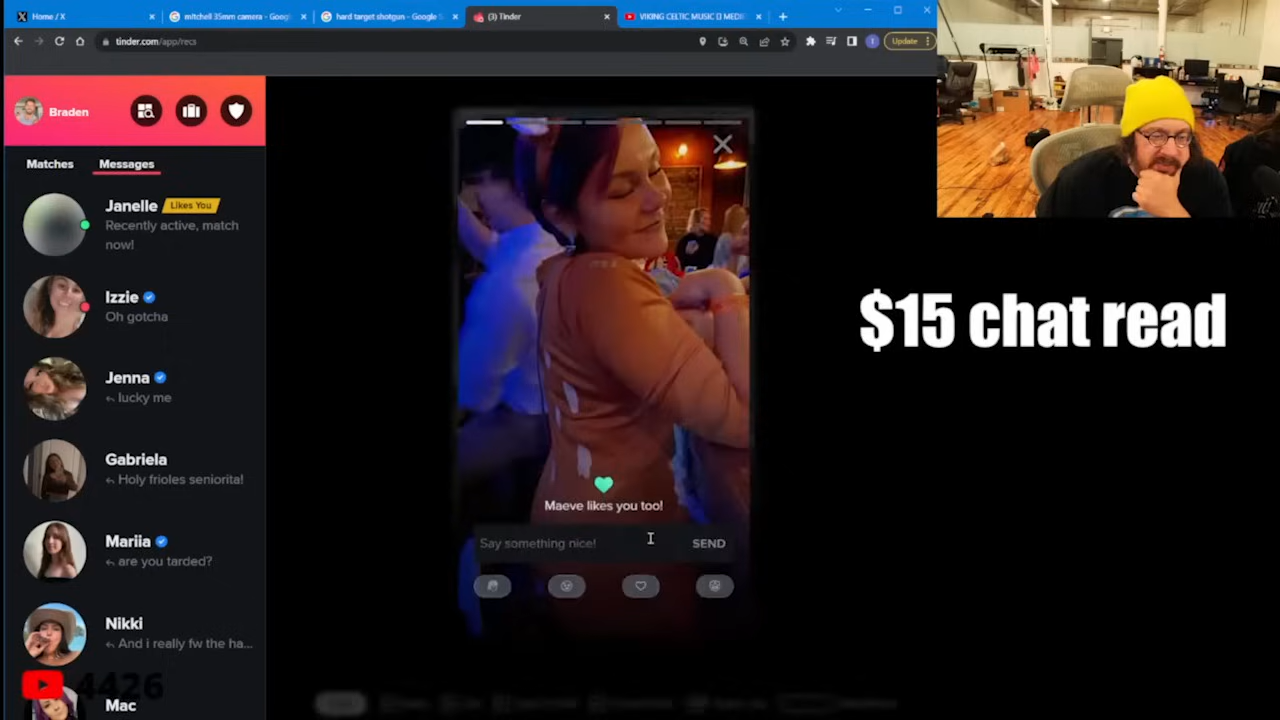 Home / X
mitchell 35mm camera - Goog
hard target shotgun - Google S
(3) Tinder
VIKING CELTIC MUSIC
MEDIE
tinder.com/app/recs
Update
Braden
Matches
Messages
Janelle
Likes You
Recently active, match
now!
Izzie
Oh gotcha
Jenna
lucky me
Gabriela
Holy frioles seniorita!
Mariia
are you tarded?
Nikki
And i really fw the ha...
4426
Mac
Maeve likes you too!
Say something nice!
SEND
$15 chat read